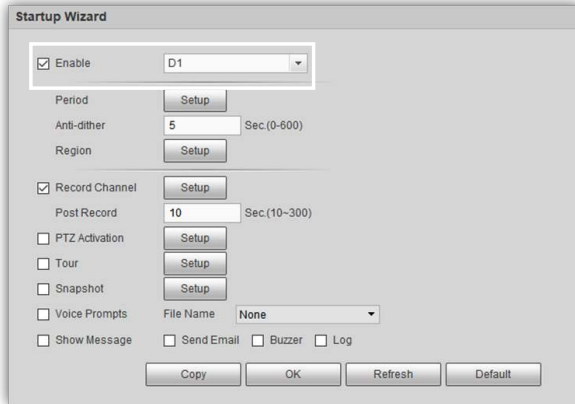 Startup Wizard
Enable D1
Period Setup
Anti-dither 5 Sec.(0-600)
Region Setup
Record Channel Setup
Post Record 10 Sec.(10~300)
PTZ Activation Setup
Tour Setup
Snapshot Setup
Voice Prompts File Name None
Show Message Send Email Buzzer Log
Copy OK Refresh Default